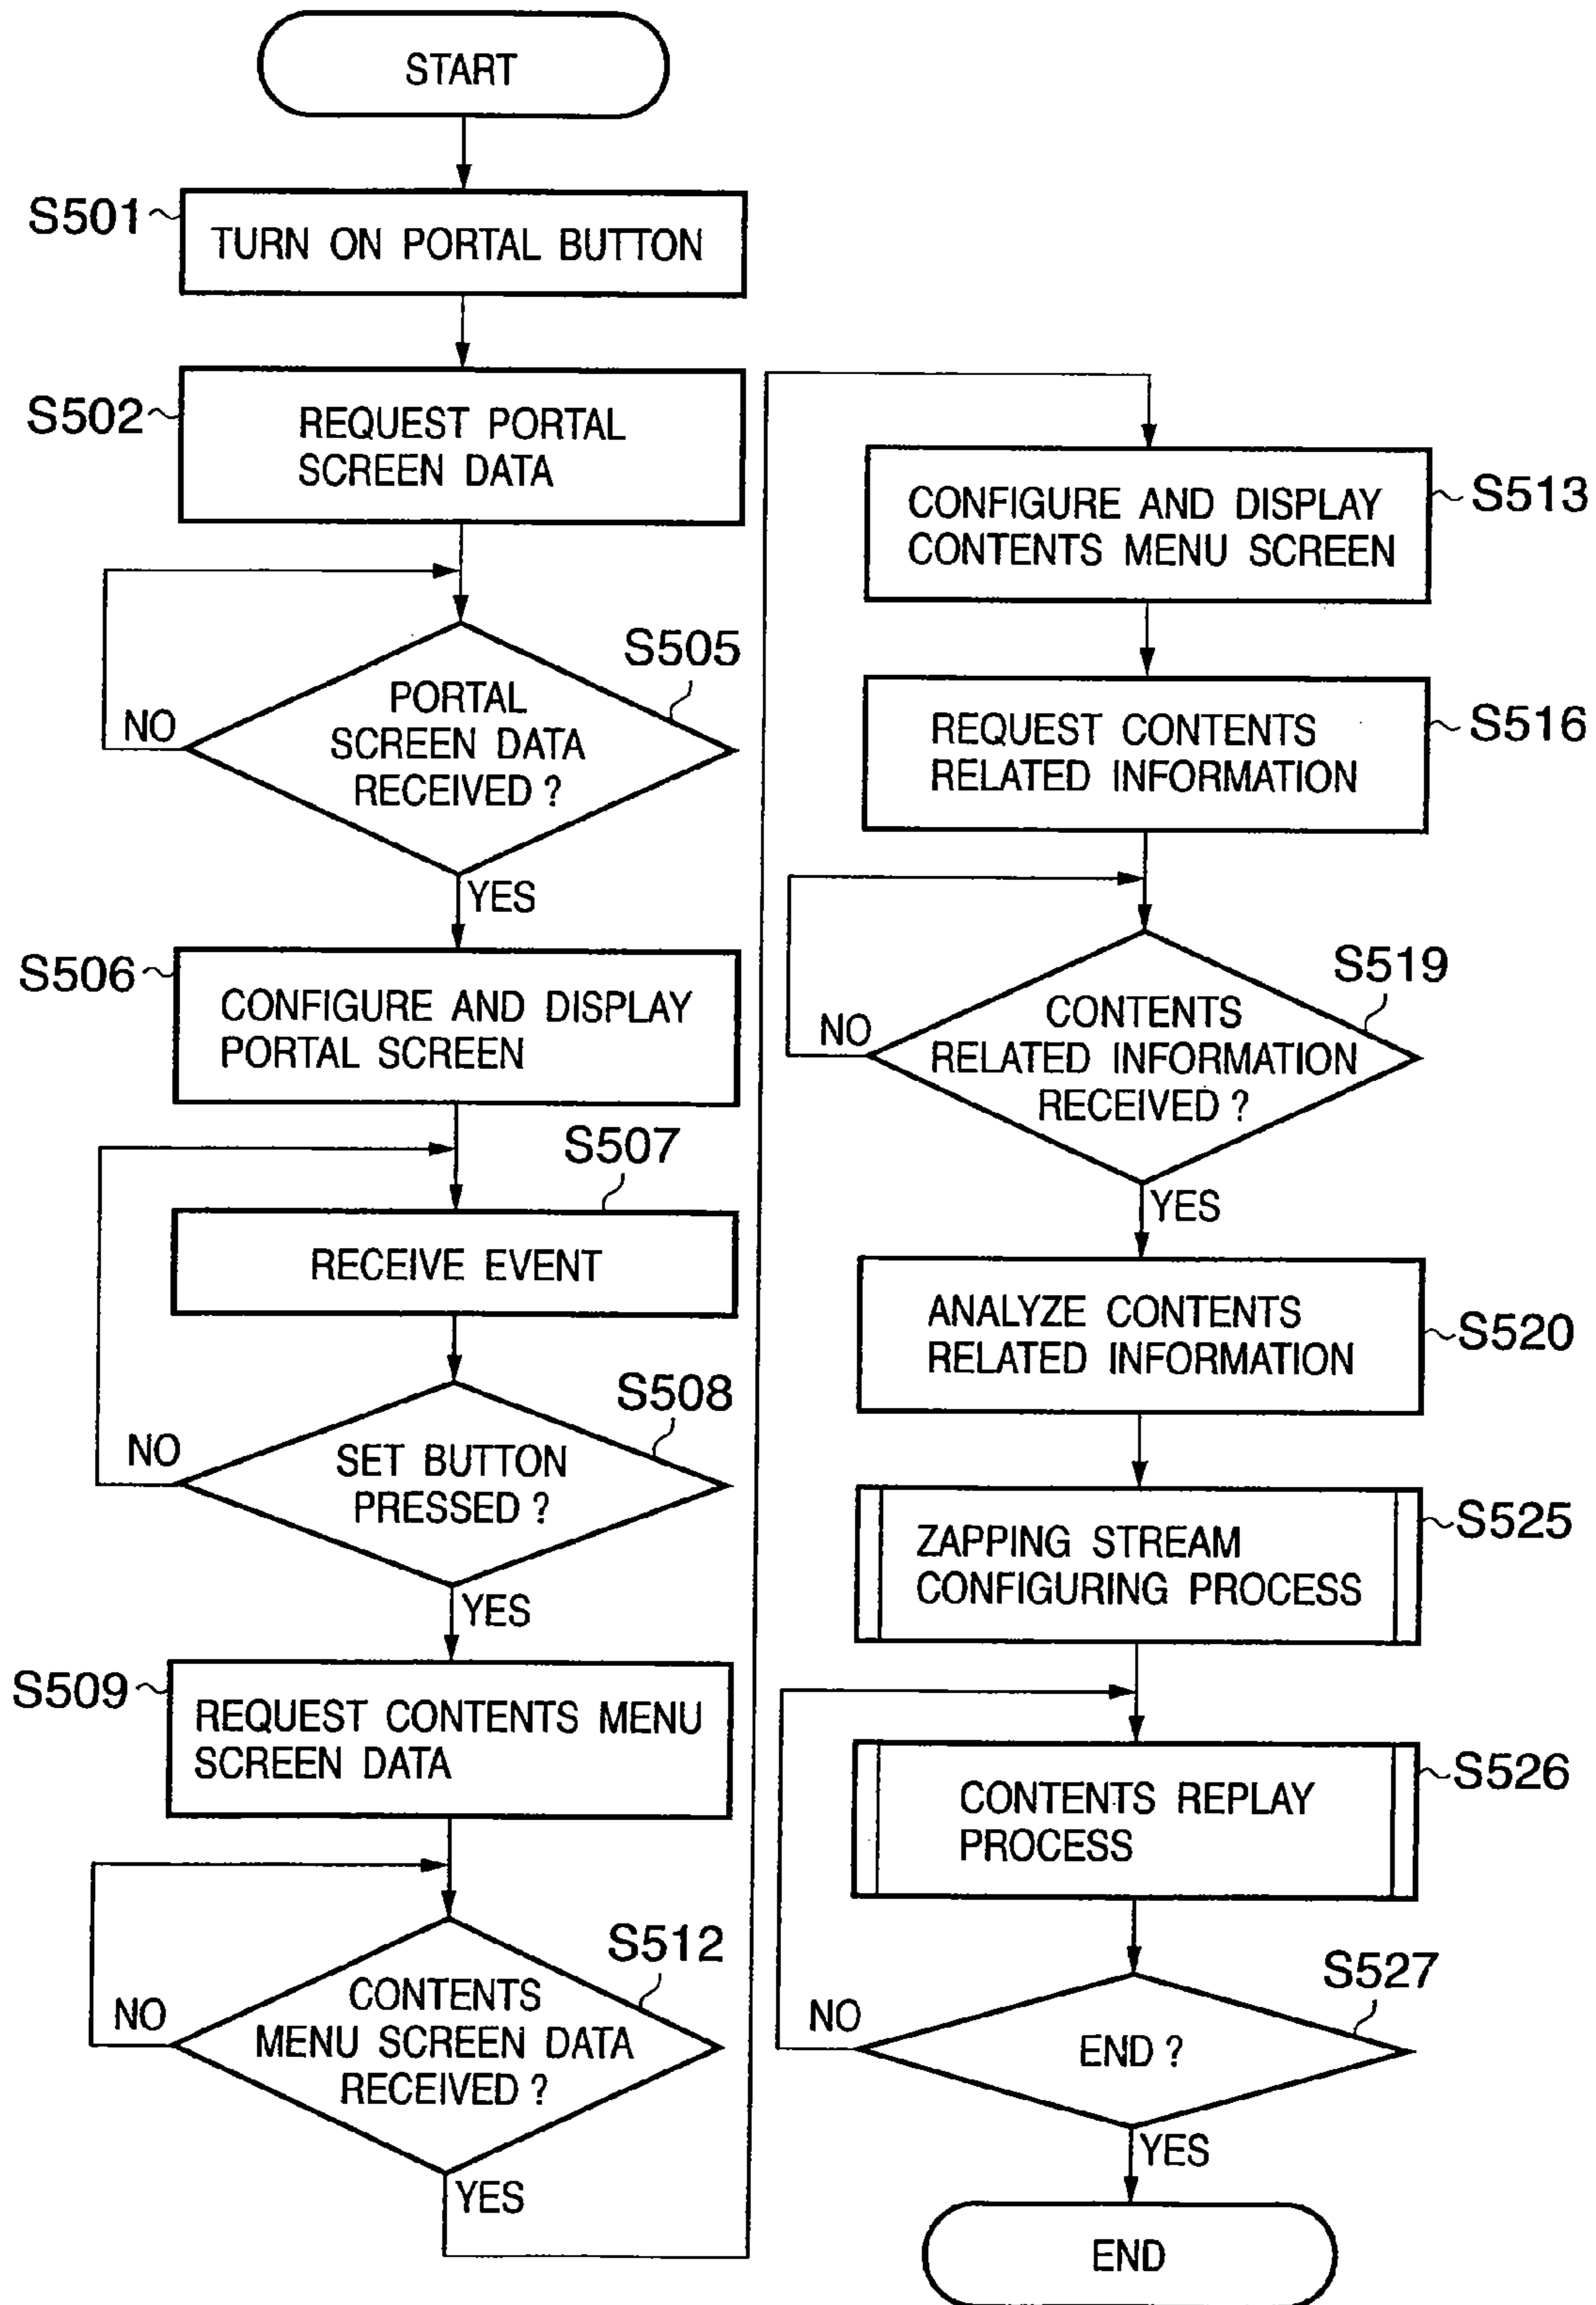 START
S501
TURN ON PORTAL BUTTON
S502
REQUEST PORTAL
SCREEN DATA
S505
PORTAL
SCREEN DATA
RECEIVED ?
NO
YES
S506
CONFIGURE AND DISPLAY
PORTAL SCREEN
S507
RECEIVE EVENT
S508
SET BUTTON
PRESSED ?
NO
YES
S509
REQUEST CONTENTS MENU
SCREEN DATA
S512
CONTENTS
MENU SCREEN DATA
RECEIVED ?
NO
YES
S513
CONFIGURE AND DISPLAY
CONTENTS MENU SCREEN
S516
REQUEST CONTENTS
RELATED INFORMATION
S519
CONTENTS
RELATED INFORMATION
RECEIVED ?
NO
YES
S520
ANALYZE CONTENTS
RELATED INFORMATION
S525
ZAPPING STREAM
CONFIGURING PROCESS
S526
CONTENTS REPLAY
PROCESS
S527
END ?
NO
YES
END